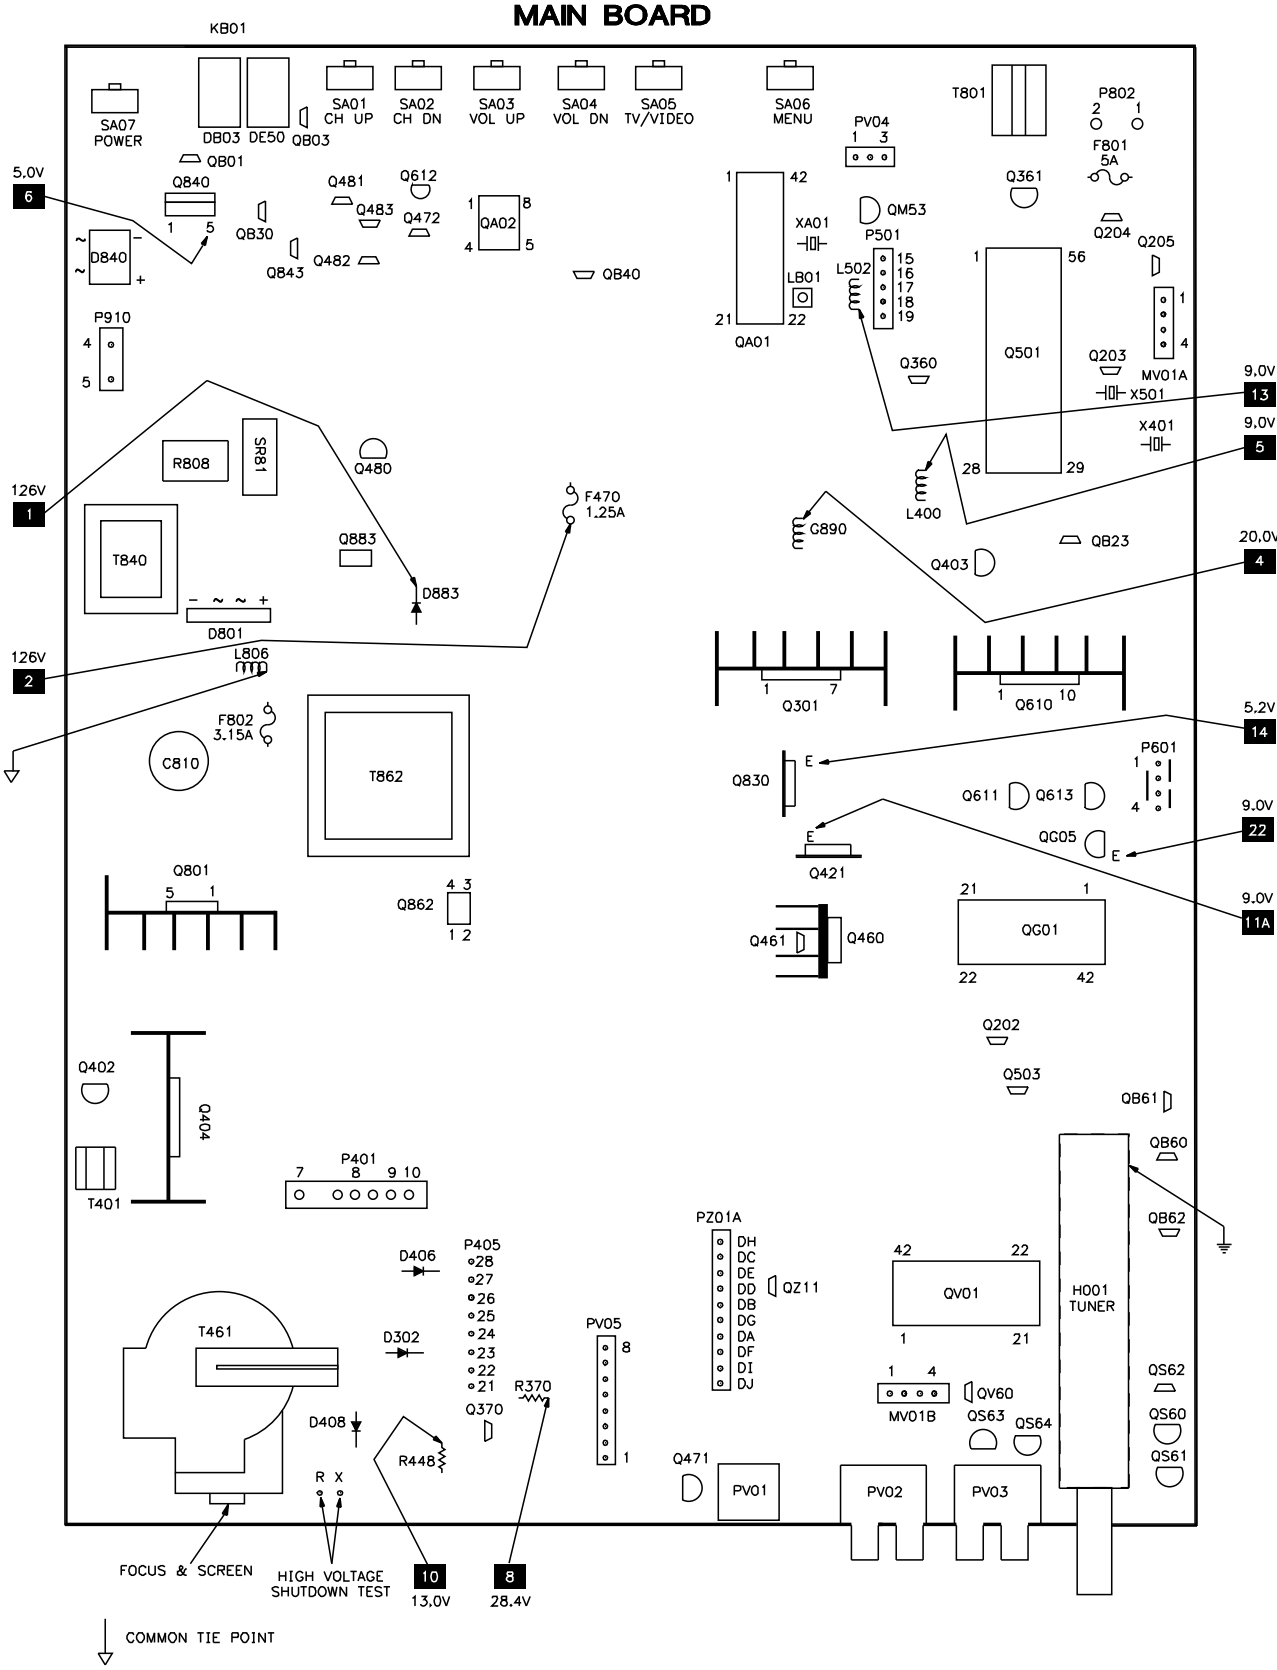 MAIN BOARD
KB01
SA07
POWER
DB03
DE50
QB03
SA01
CH UP
SA02
CH DN
SA03
VOL UP
SA04
VOL DN
SA05
TV/VIDEO
SA06
MENU
T801
P802
2 1
F801
5A
PV04
1 3
QB01
5.0V
6
Q840
1 5
QB30
Q843
Q481
Q483
Q482
Q612
Q472
1 8
QA02
4 5
QB40
1 42
21 22
QA01
XA01
LB01
QM53
P501
15
16
17
18
19
L502
Q361
Q204
Q205
1 56
Q501
28 29
1
4
MV01A
Q203
X501
X401
Q360
~ -
D840
~ +
P910
4
5
9.0V
13
9.0V
5
R808
SR81
Q480
126V
1
F470
1.25A
L400
G890
QB23
Q403
20.0V
4
T840
Q883
D883
- ~ ~ +
D801
L806
126V
2
F802
3.15A
C810
T862
1 7
Q301
1 10
Q610
5.2V
14
Q830
E
P601
1
4
Q611
Q613
QG05
E
9.0V
22
E
Q421
Q801
5 1
4 3
Q862
1 2
Q461
Q460
21 1
QG01
22 42
9.0V
11A
Q202
Q503
Q402
Q404
T401
QB61
QB60
QB62
P401
7 8 9 10
PZ01A
DH
DC
DE
DD
DB
DG
DA
DF
DI
DJ
QZ11
42 22
QV01
1 21
H001
TUNER
D406
P405
28
27
26
25
24
23
22
21
T461
D302
PV05
8
1
R370
Q370
D408
R448
1 4
MV01B
QV60
QS62
QS63
QS64
QS60
QS61
R X
Q471
PV01
PV02
PV03
FOCUS & SCREEN
HIGH VOLTAGE
SHUTDOWN TEST
10
13.0V
8
28.4V
COMMON TIE POINT